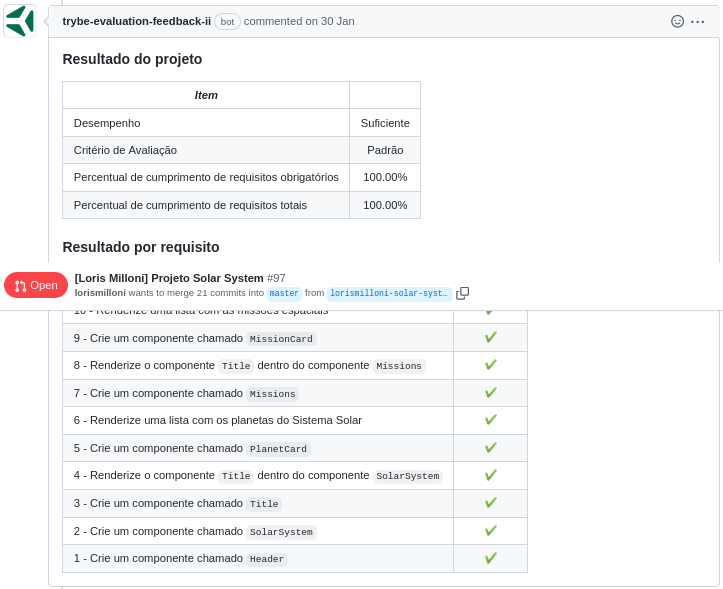 trybe-evaluation-feedback-ii bot commented on 30 Jan
Resultado do projeto
Item
Desempenho Suficiente
Critério de Avaliação Padrão
Percentual de cumprimento de requisitos obrigatórios 100.00%
Percentual de cumprimento de requisitos totais 100.00%
Resultado por requisito
Open
[Loris Milloni] Projeto Solar System #97
lorismilloni wants to merge 21 commits into master from lorismilloni-solar-syst…
10 - Renderize uma lista com as missões espaciais
9 - Crie um componente chamado MissionCard
8 - Renderize o componente Title dentro do componente Missions
7 - Crie um componente chamado Missions
6 - Renderize uma lista com os planetas do Sistema Solar
5 - Crie um componente chamado PlanetCard
4 - Renderize o componente Title dentro do componente SolarSystem
3 - Crie um componente chamado Title
2 - Crie um componente chamado SolarSystem
1 - Crie um componente chamado Header